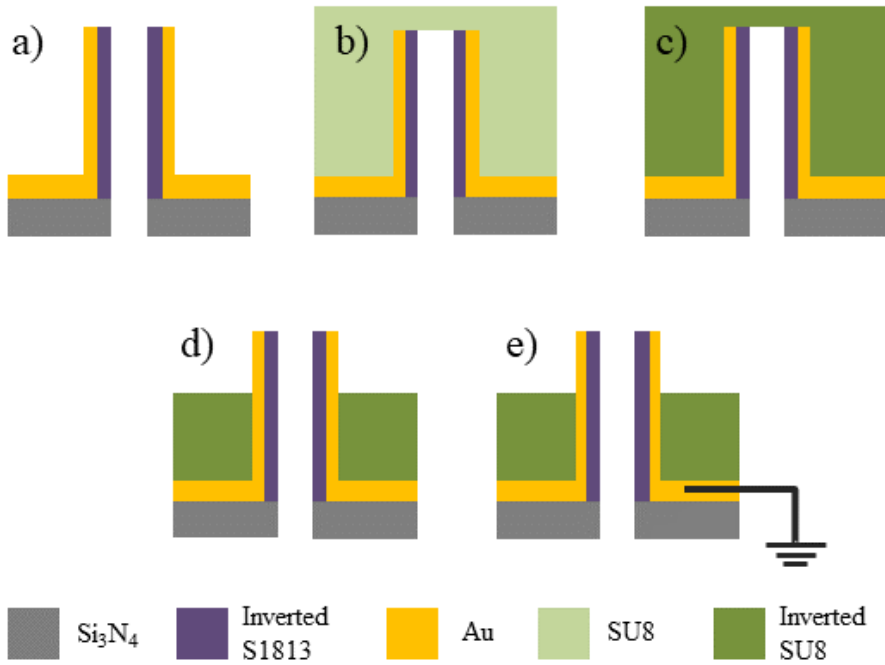 a)
b)
c)
d)
e)
Si₃N₄
Inverted
S1813
Au
SU8
Inverted
SU8